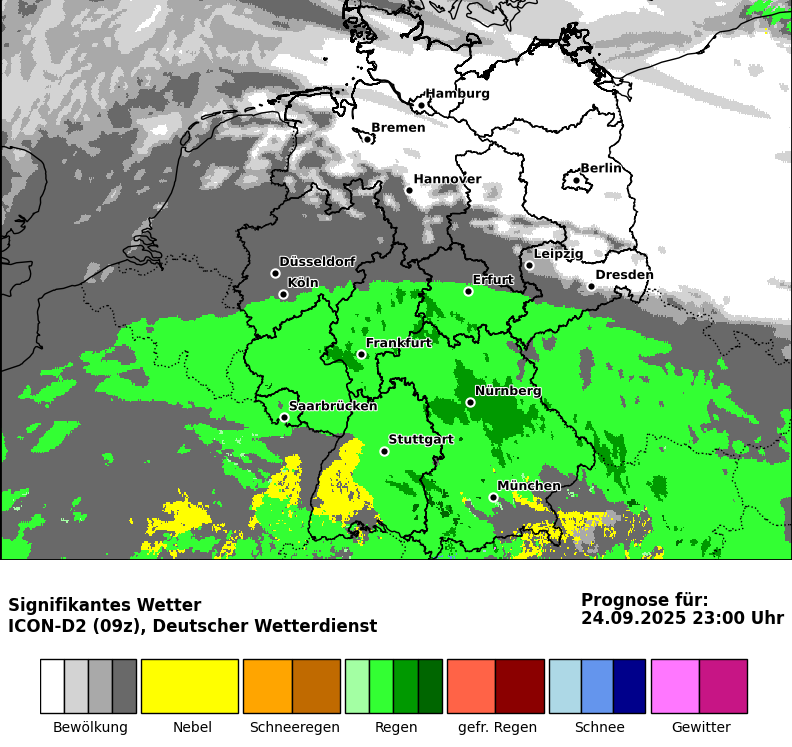 Hamburg
Bremen
Berlin
Hannover
Leipzig
Düsseldorf
Dresden
Köln
Erfurt
Frankfurt
Nürnberg
Saarbrücken
Stuttgart
München
Signifikantes Wetter
ICON-D2 (09z), Deutscher Wetterdienst
Prognose für:
24.09.2025 23:00 Uhr
Bewölkung
Nebel
Schneeregen
Regen
gefr. Regen
Schnee
Gewitter